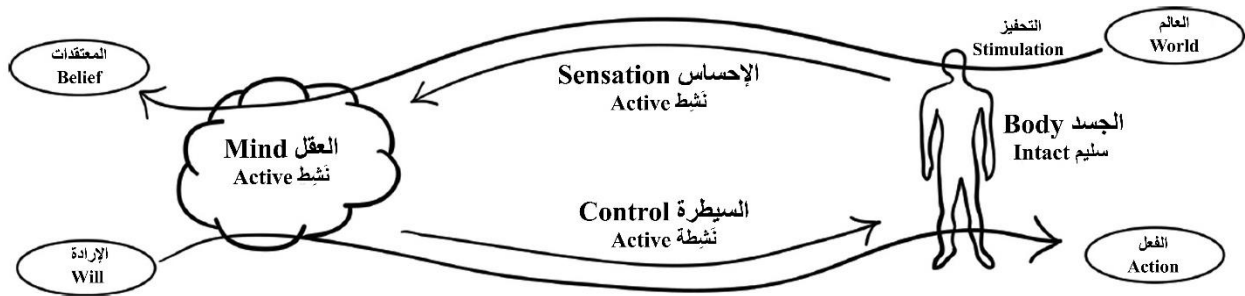 المعتقدات
Belief
التحفيز
Stimulation
العالم
World
Sensation الإحساس
Active نَشِط
Mind العقل
Active نَشِط
Body الجسد
Intact سليم
Control السيطرة
Active نَشِطة
الإرادة
Will
الفعل
Action